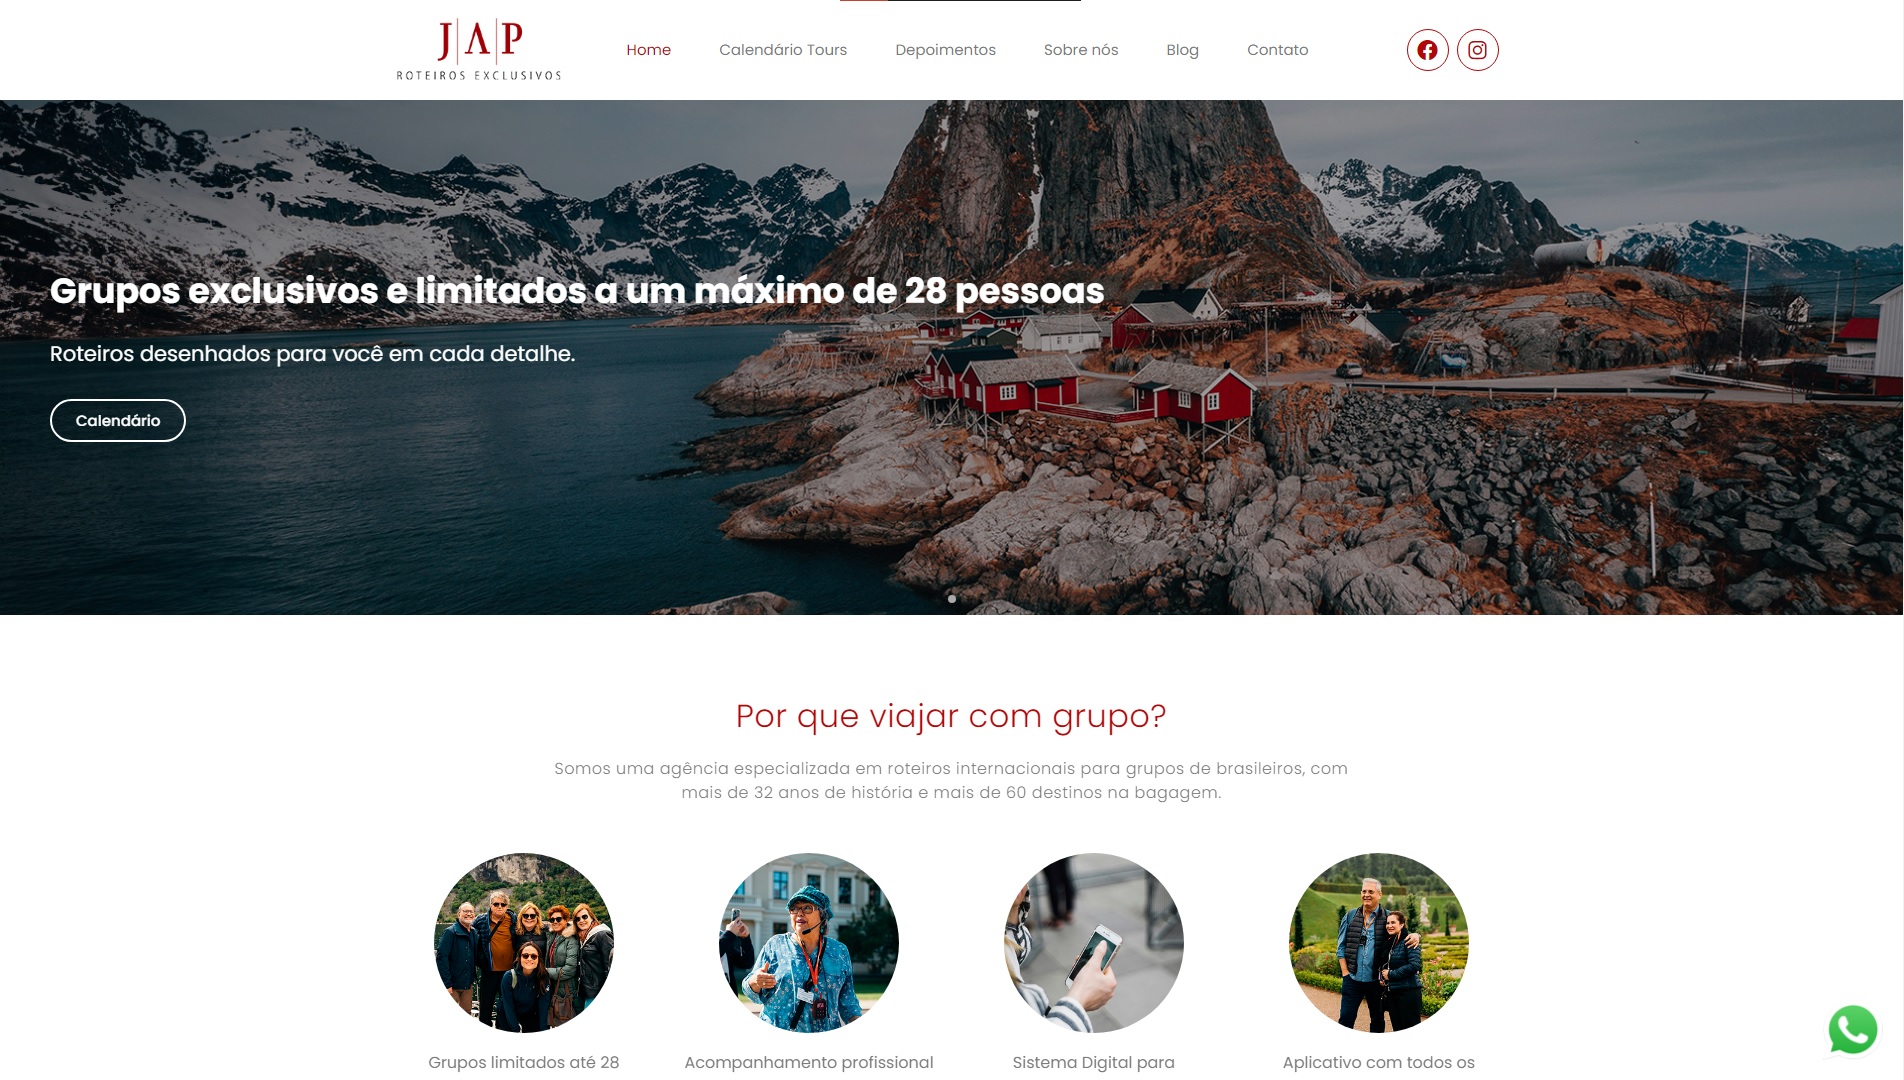 J|A|P
ROTEIROS EXCLUSIVOS
Home
Calendário Tours
Depoimentos
Sobre nós
Blog
Contato
Grupos exclusivos e limitados a um máximo de 28 pessoas
Roteiros desenhados para você em cada detalhe.
Calendário
Por que viajar com grupo?
Somos uma agência especializada em roteiros internacionais para grupos de brasileiros, com
mais de 32 anos de história e mais de 60 destinos na bagagem.
Grupos limitados até 28
Acompanhamento profissional
Sistema Digital para
Aplicativo com todos os